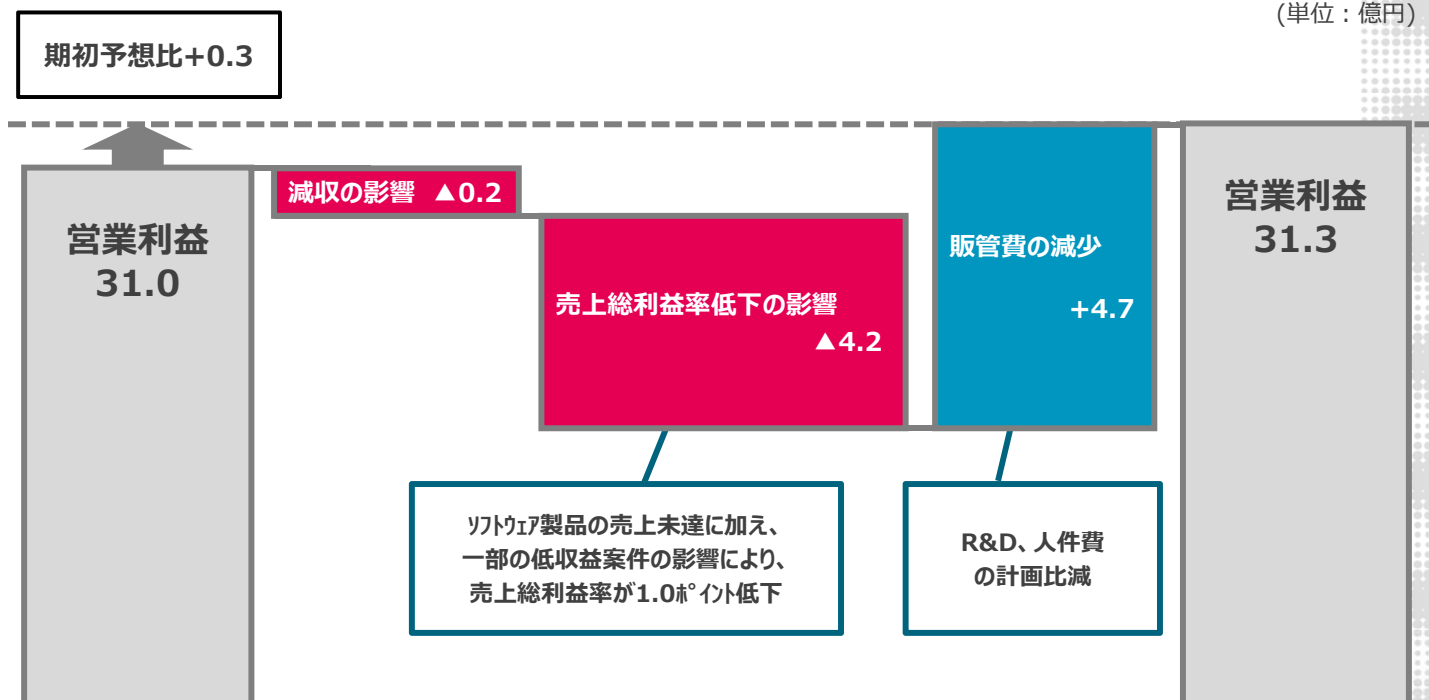 (単位：億円)
期初予想比+0.3
営業利益
31.0
減収の影響 ▲0.2
売上総利益率低下の影響
▲4.2
販管費の減少
+4.7
営業利益
31.3
ｿﾌﾄｳｪｱ製品の売上未達に加え、
一部の低収益案件の影響により、
売上総利益率が1.0ﾎﾟｲﾝﾄ低下
R&D、人件費
の計画比減